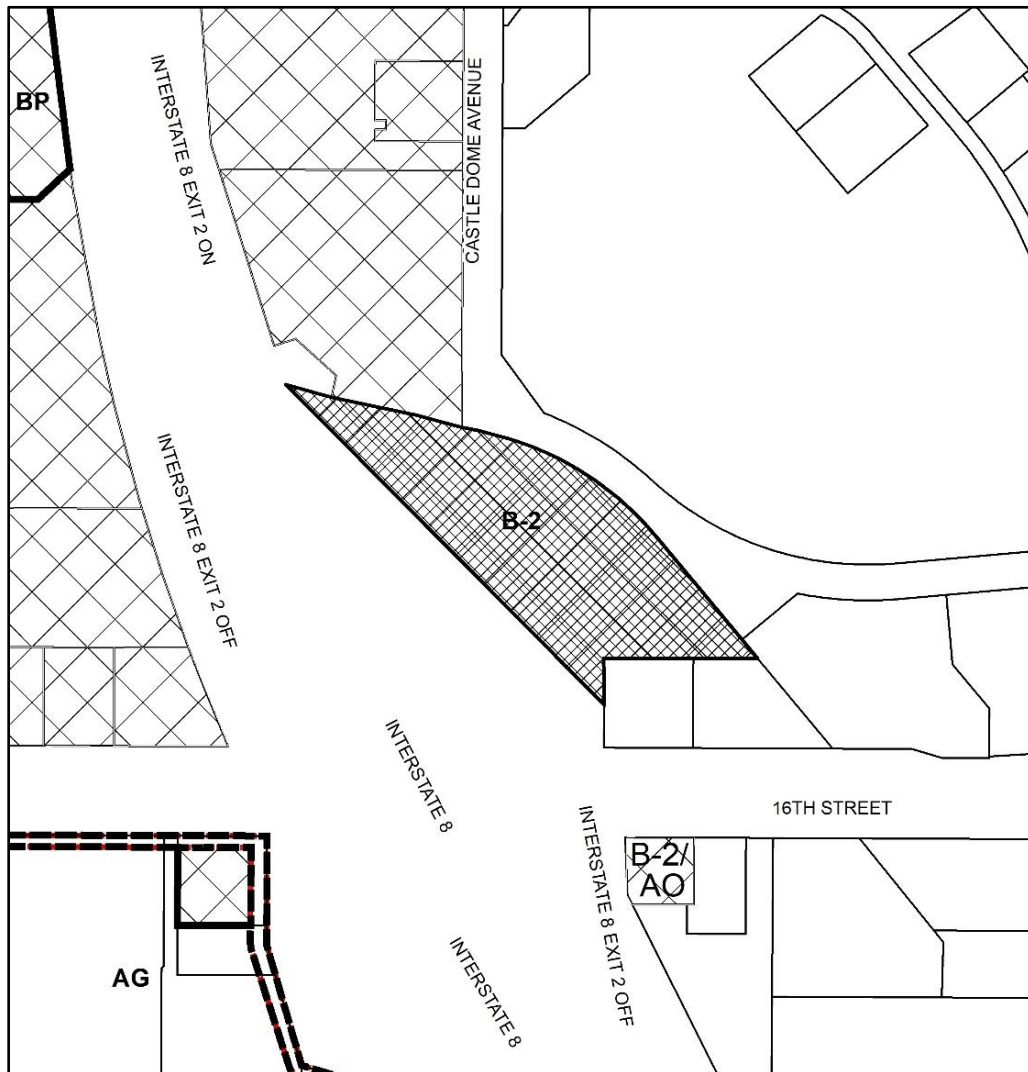 BP
INTERSTATE 8 EXIT 2 ON
CASTLE DOME AVENUE
INTERSTATE 8 EXIT 2 OFF
B-2
INTERSTATE 8
16TH STREET
INTERSTATE 8 EXIT 2 OFF
B-2/
AO
INTERSTATE 8
AG